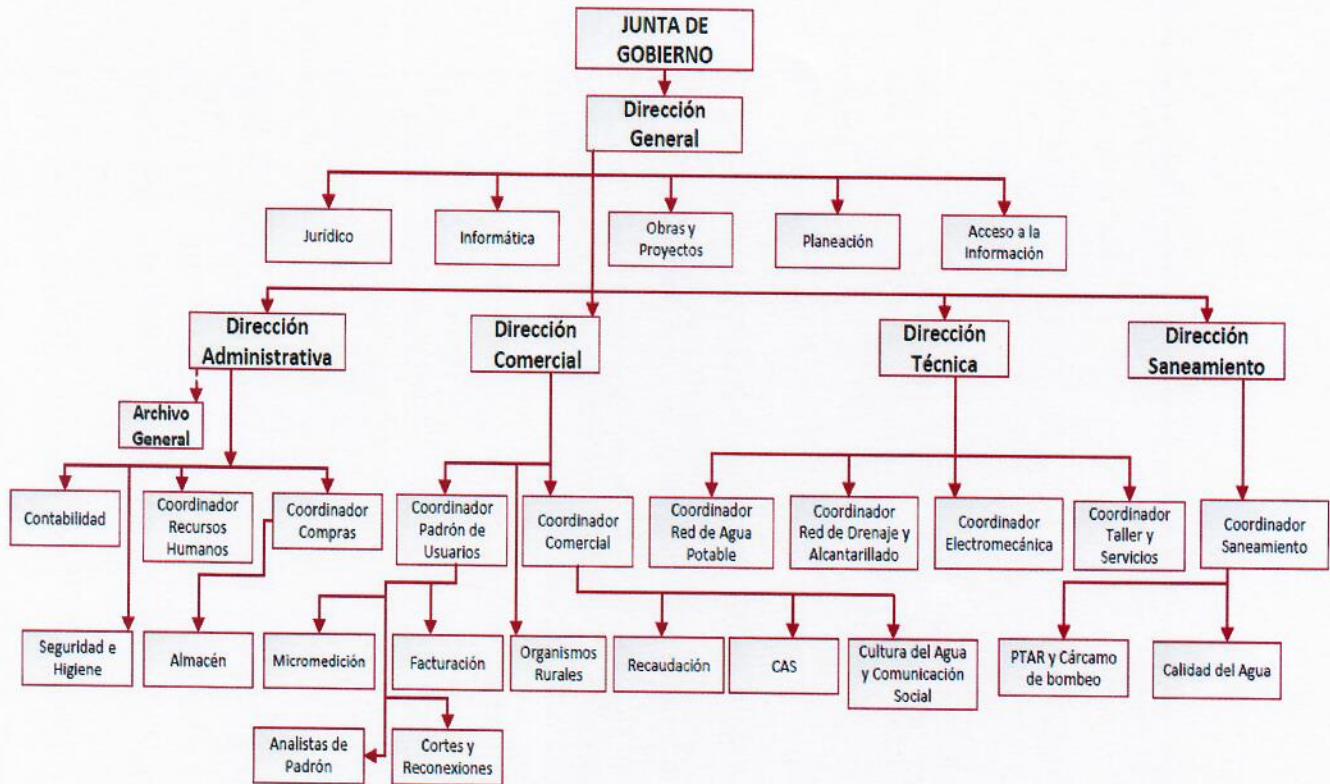 JUNTA DE
GOBIERNO
Dirección
General
Jurídico
Informática
Obras y
Proyectos
Planeación
Acceso a la
Información
Dirección
Administrativa
Dirección
Comercial
Dirección
Técnica
Dirección
Saneamiento
Archivo
General
Contabilidad
Coordinador
Recursos
Humanos
Coordinador
Compras
Coordinador
Padrón de
Usuarios
Coordinador
Comercial
Coordinador
Red de Agua
Potable
Coordinador
Red de Drenaje y
Alcantarillado
Coordinador
Electromecánica
Coordinador
Taller y
Servicios
Coordinador
Saneamiento
Seguridad e
Higiene
Almacén
Micromedición
Facturación
Organismos
Rurales
Recaudación
CAS
Cultura del Agua
y Comunicación
Social
PTAR y Cárcamo
de bombeo
Calidad del Agua
Analistas de
Padrón
Cortes y
Reconexiones